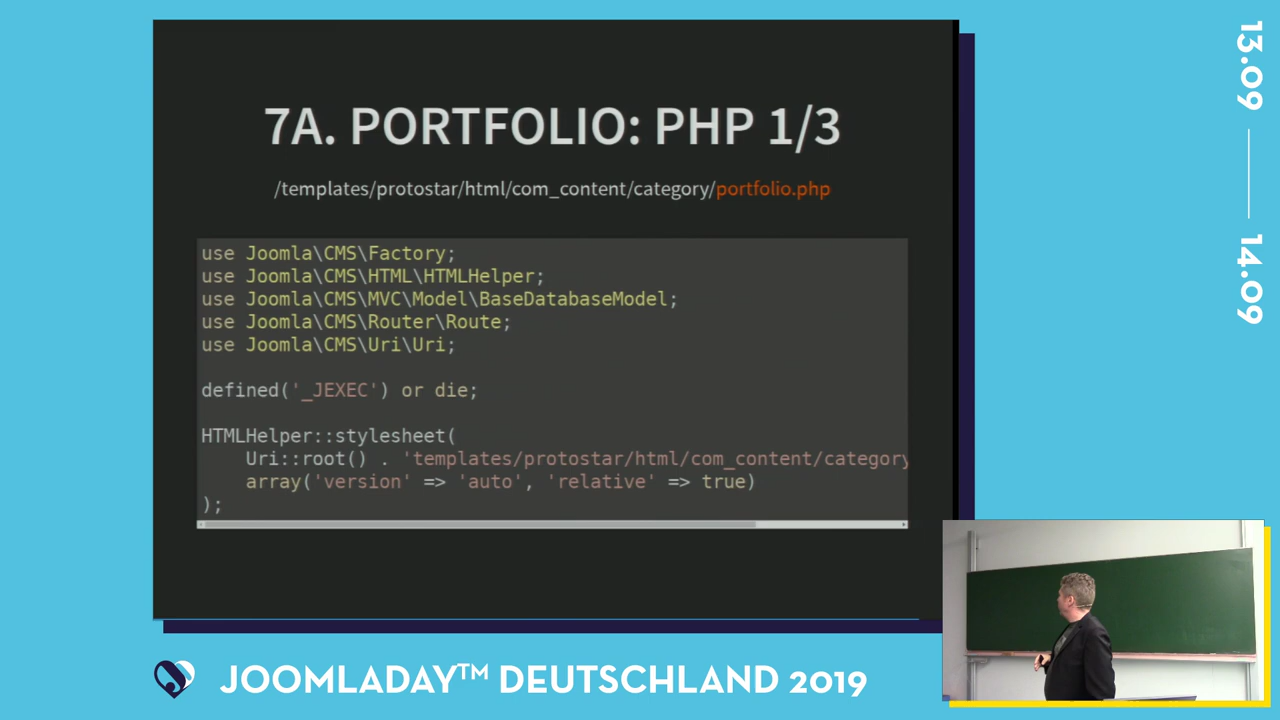 7A. PORTFOLIO: PHP 1/3
/templates/protostar/html/com_content/category/portfolio.php
use Joomla\CMS\Factory;
use Joomla\CMS\HTML\HTMLHelper;
use Joomla\CMS\MVC\Model\BaseDatabaseModel;
use Joomla\CMS\Router\Route;
use Joomla\CMS\Uri\Uri;
defined('_JEXEC') or die;
HTMLHelper::stylesheet(
Uri::root() . 'templates/protostar/html/com_content/category
array('version' => 'auto', 'relative' => true)
);
13.09
14.09
JOOMLADAY™ DEUTSCHLAND 2019